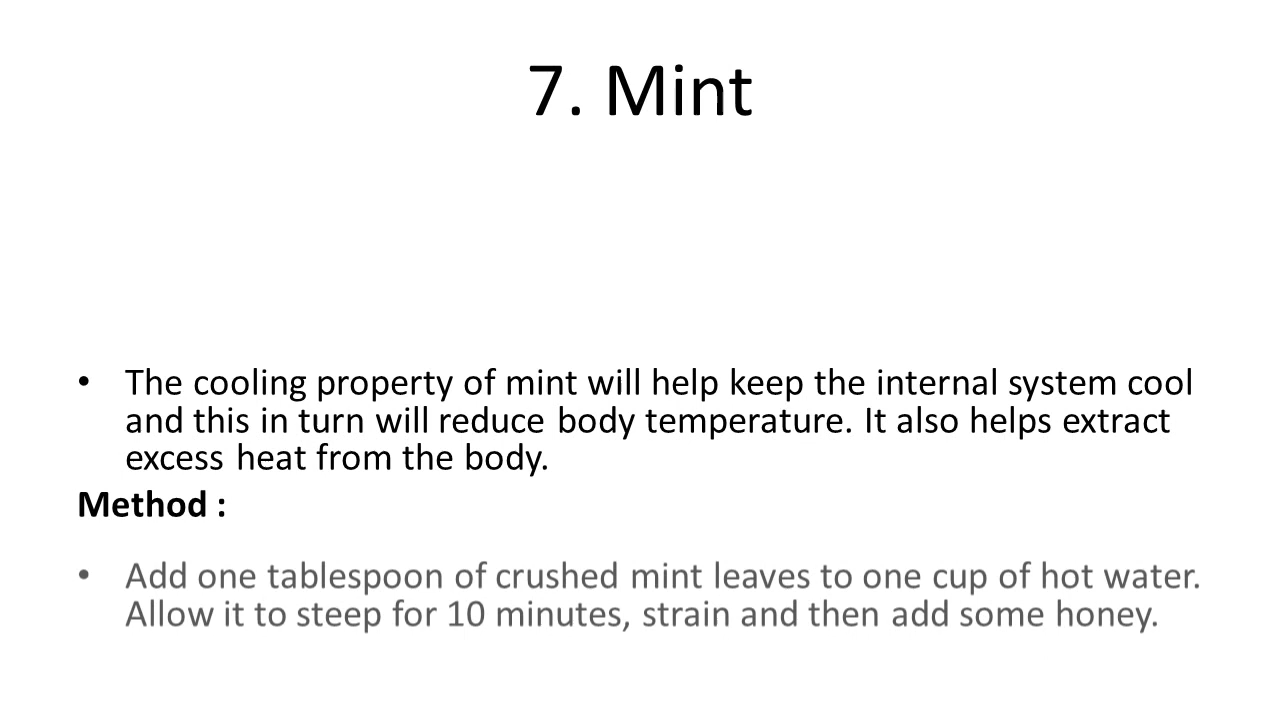 7. Mint
• The cooling property of mint will help keep the internal system cool
and this in turn will reduce body temperature. It also helps extract
excess heat from the body.
Method :
• Add one tablespoon of crushed mint leaves to one cup of hot water.
Allow it to steep for 10 minutes, strain and then add some honey.